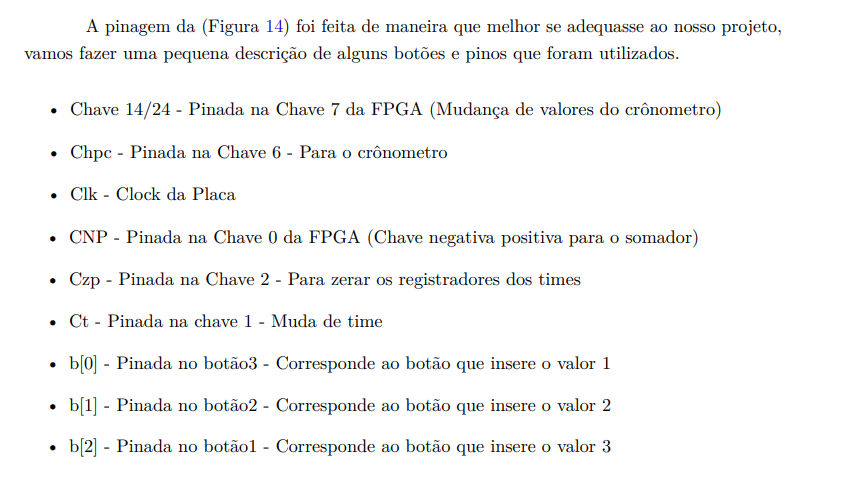 A pinagem da (Figura 14) foi feita de maneira que melhor se adequasse ao nosso projeto,
vamos fazer uma pequena descrição de alguns botões e pinos que foram utilizados.
• Chave 14/24 - Pinada na Chave 7 da FPGA (Mudança de valores do crônometro)
• Chpc - Pinada na Chave 6 - Para o crônometro
• Clk - Clock da Placa
• CNP - Pinada na Chave 0 da FPGA (Chave negativa positiva para o somador)
• Czp - Pinada na Chave 2 - Para zerar os registradores dos times
• Ct - Pinada na chave 1 - Muda de time
• b[0] - Pinada no botão3 - Corresponde ao botão que insere o valor 1
• b[1] - Pinada no botão2 - Corresponde ao botão que insere o valor 2
• b[2] - Pinada no botão1 - Corresponde ao botão que insere o valor 3